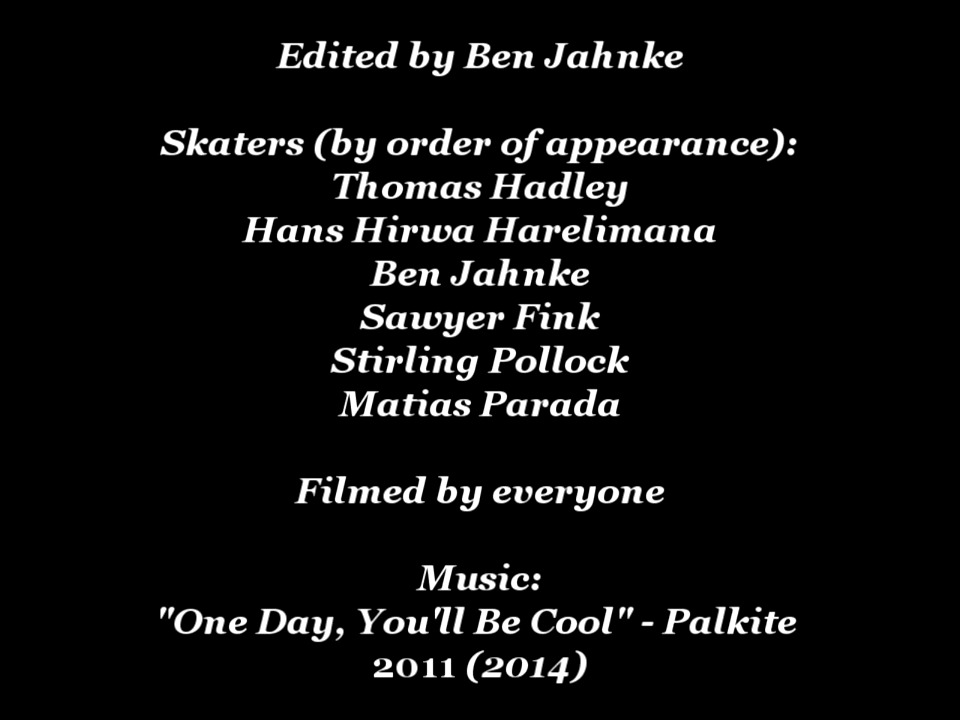 Edited by Ben Jahnke
Skaters (by order of appearance):
Thomas Hadley
Hans Hirwa Harelimana
Ben Jahnke
Sawyer Fink
Stirling Pollock
Matias Parada
Filmed by everyone
Music:
"One Day, You'll Be Cool" - Palkite
2011 (2014)